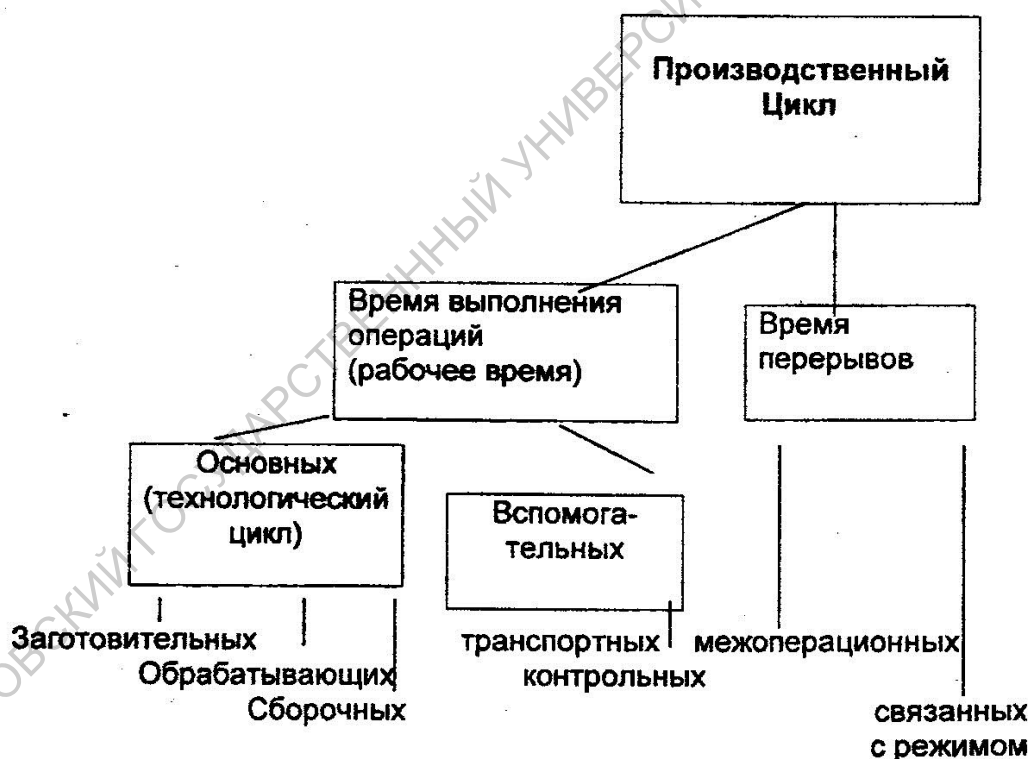 Производственный
Цикл
Время выполнения
операций
(рабочее время)
Время
перерывов
Основных
(технологический
цикл)
Вспомога-
тельных
Заготовительных
Обрабатывающих
Сборочных
транспортных
контрольных
межоперационных
связанных
с режимом
ГОСУДАРСТВЕНННЫЙ